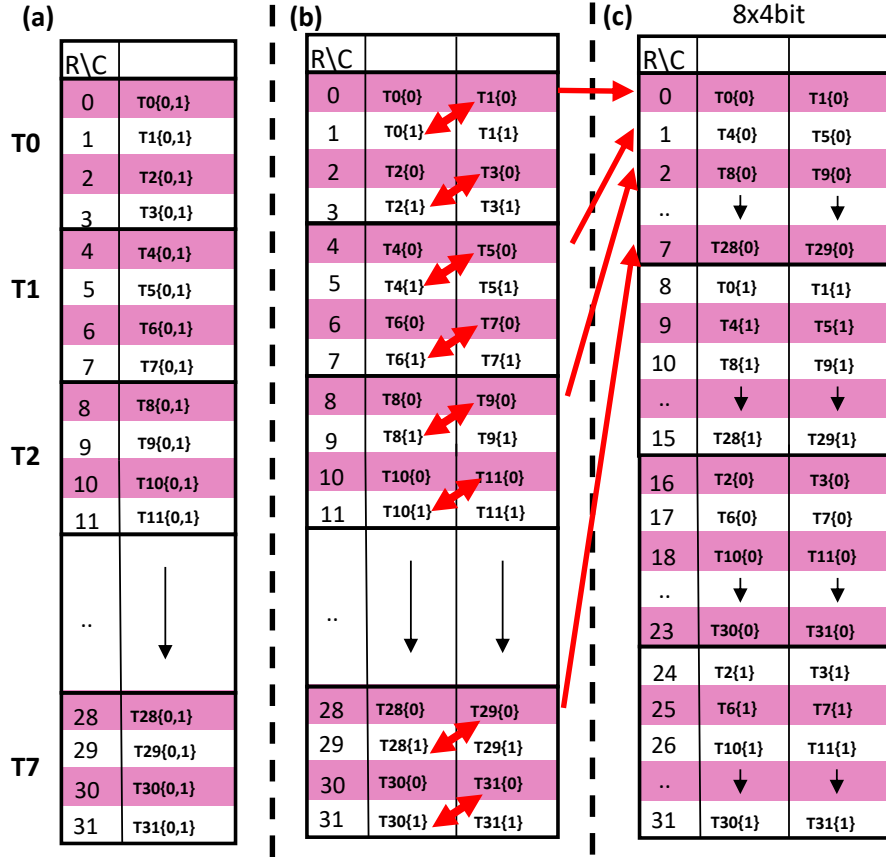 (a)
R\C
T0
0 T0{0,1}
1 T1{0,1}
2 T2{0,1}
3 T3{0,1}
T1
4 T4{0,1}
5 T5{0,1}
6 T6{0,1}
7 T7{0,1}
T2
8 T8{0,1}
9 T9{0,1}
10 T10{0,1}
11 T11{0,1}
..
T7
28 T28{0,1}
29 T29{0,1}
30 T30{0,1}
31 T31{0,1}
(b)
R\C
0 T0{0} T1{0}
1 T0{1} T1{1}
2 T2{0} T3{0}
3 T2{1} T3{1}
4 T4{0} T5{0}
5 T4{1} T5{1}
6 T6{0} T7{0}
7 T6{1} T7{1}
8 T8{0} T9{0}
9 T8{1} T9{1}
10 T10{0} T11{0}
11 T10{1} T11{1}
..
28 T28{0} T29{0}
29 T28{1} T29{1}
30 T30{0} T31{0}
31 T30{1} T31{1}
(c) 8x4bit
R\C
0 T0{0} T1{0}
1 T4{0} T5{0}
2 T8{0} T9{0}
..
7 T28{0} T29{0}
8 T0{1} T1{1}
9 T4{1} T5{1}
10 T8{1} T9{1}
..
15 T28{1} T29{1}
16 T2{0} T3{0}
17 T6{0} T7{0}
18 T10{0} T11{0}
..
23 T30{0} T31{0}
24 T2{1} T3{1}
25 T6{1} T7{1}
26 T10{1} T11{1}
..
31 T30{1} T31{1}